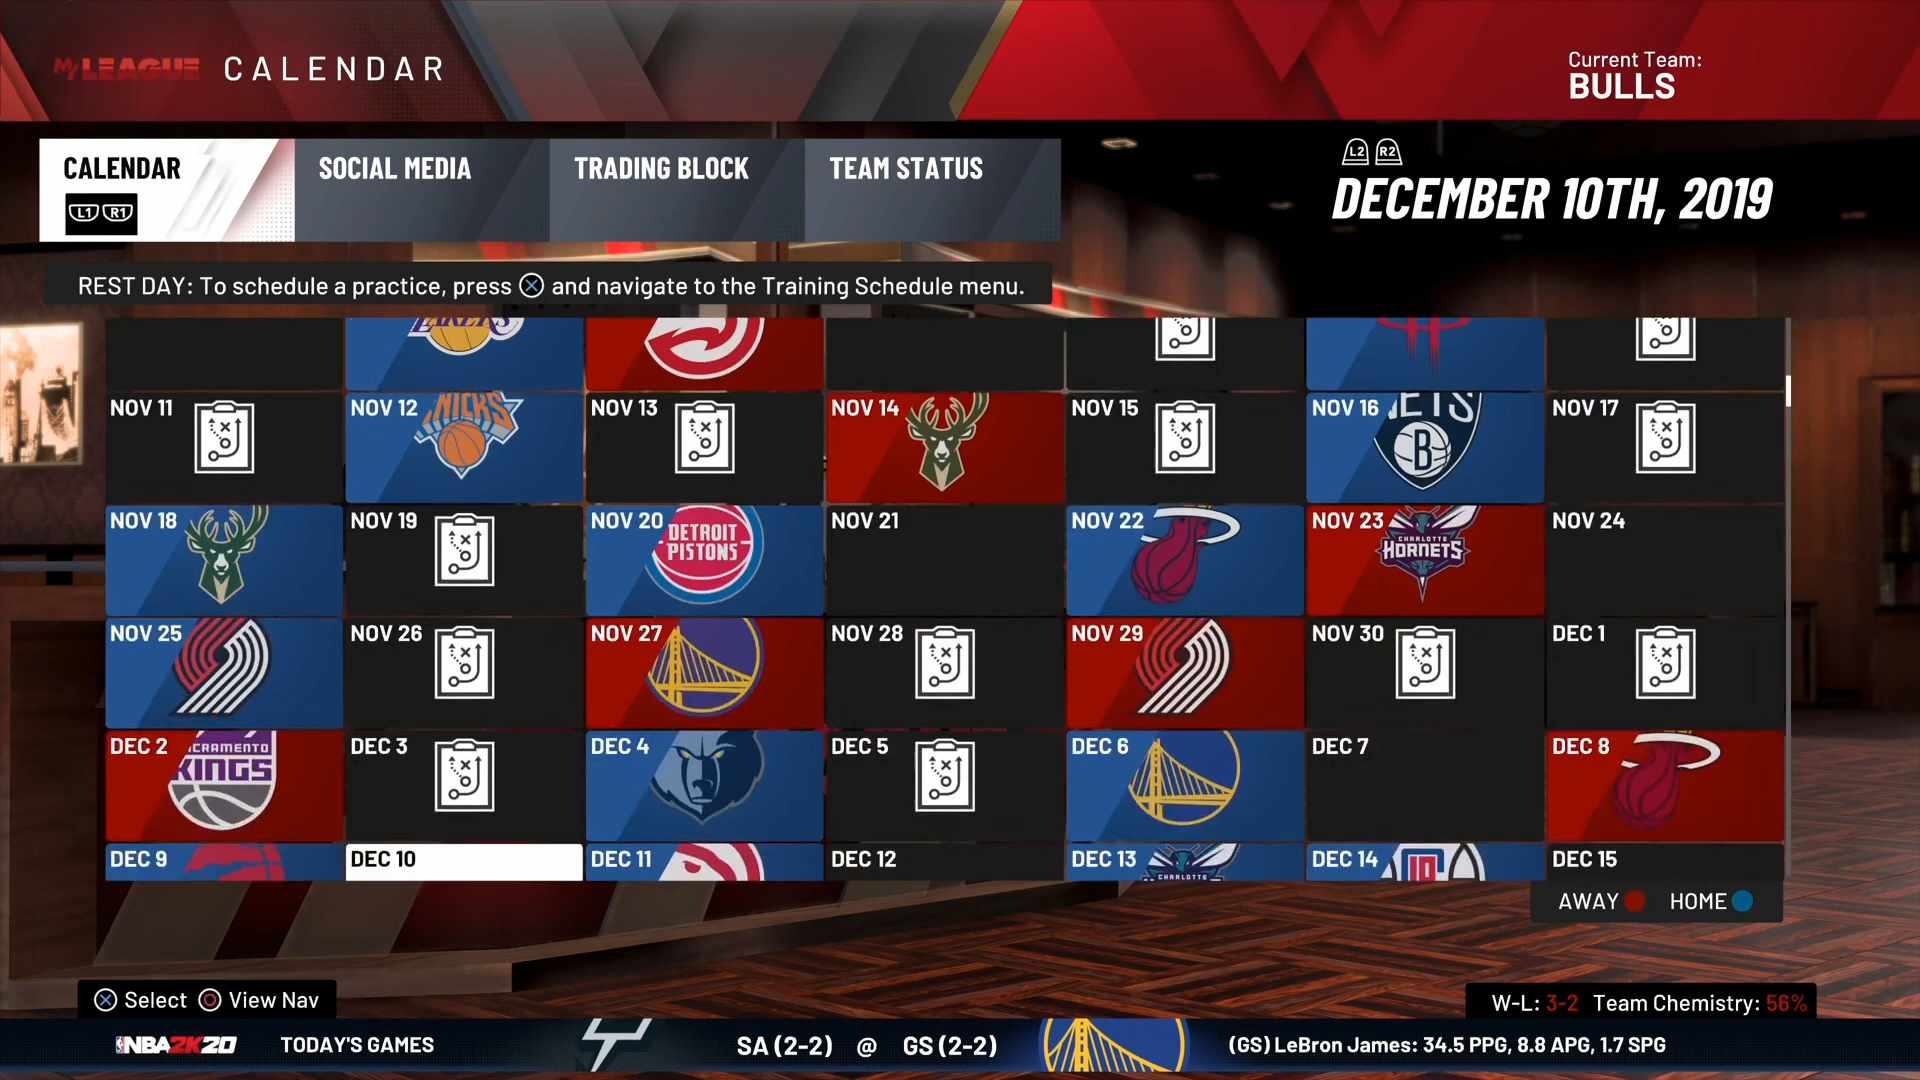 MyLEAGUE CALENDAR
Current Team:
BULLS
CALENDAR
L1 R1
SOCIAL MEDIA
TRADING BLOCK
TEAM STATUS
L2 R2
DECEMBER 10TH, 2019
REST DAY: To schedule a practice, press ⓧ and navigate to the Training Schedule menu.
NOV 11
NOV 12
NICKS
NOV 13
NOV 14
NOV 15
NOV 16
NETS
B
NOV 17
NOV 18
NOV 19
NOV 20
DETROIT
PISTONS
NOV 21
NOV 22
NOV 23
CHARLOTTE
HORNETS
NOV 24
NOV 25
NOV 26
NOV 27
NOV 28
NOV 29
NOV 30
DEC 1
DEC 2
CRAMENTO
KINGS
DEC 3
DEC 4
DEC 5
DEC 6
DEC 7
DEC 8
DEC 9
DEC 10
DEC 11
DEC 12
DEC 13
CHARLOTTE
DEC 14
DEC 15
AWAY HOME
Select View Nav
W-L: 3-2 Team Chemistry: 56%
NBA2K20 TODAY'S GAMES SA (2-2) @ GS (2-2) (GS) LeBron James: 34.5 PPG, 8.8 APG, 1.7 SPG